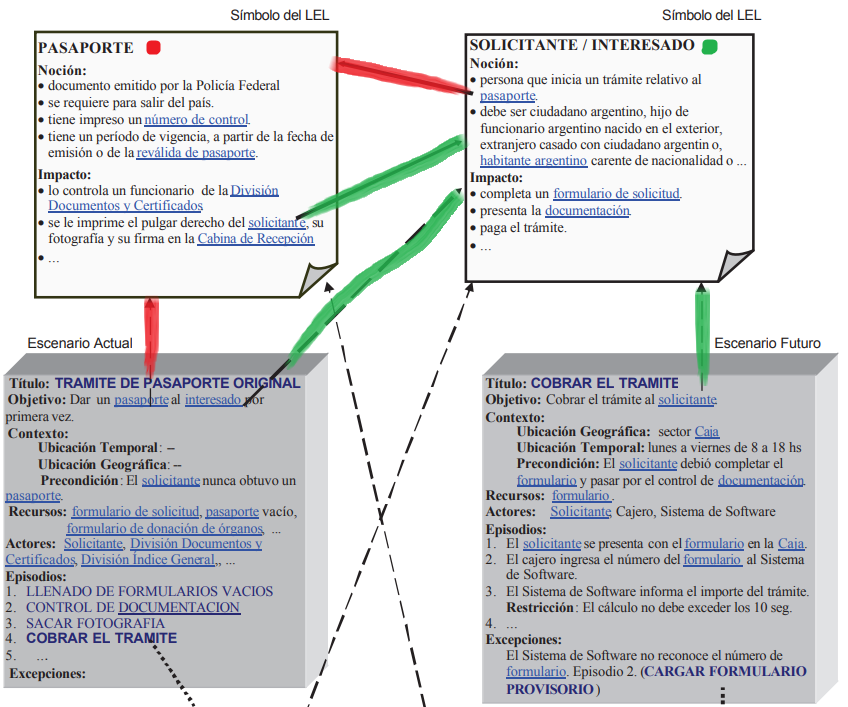 Símbolo del LEL
PASAPORTE
Noción:
• documento emitido por la Policía Federal
• se requiere para salir del país.
• tiene impreso un número de control.
• tiene un período de vigencia, a partir de la fecha de
emisión o de la reválida de pasaporte.
Impacto:
• lo controla un funcionario de la División
Documentos y Certificados
• se le imprime el pulgar derecho del solicitante, su
fotografía y su firma en la Cabina de Recepción
• ...
Símbolo del LEL
SOLICITANTE / INTERESADO
Noción:
• persona que inicia un trámite relativo al
pasaporte.
• debe ser ciudadano argentino, hijo de
funcionario argentino nacido en el exterior,
extranjero casado con ciudadano argentin o,
habitante argentino carente de nacionalidad o ...
Impacto:
• completa un formulario de solicitud.
• presenta la documentación.
• paga el trámite.
• ...
Escenario Actual
Título: TRAMITE DE PASAPORTE ORIGINAL
Objetivo: Dar un pasaporte al interesado por
primera vez.
Contexto:
Ubicación Temporal: --
Ubicación Geográfica: --
Precondición: El solicitante nunca obtuvo un
pasaporte.
Recursos: formulario de solicitud, pasaporte vacío,
formulario de donación de órganos, ...
Actores: Solicitante, División Documentos y
Certificados, División Índice General,, ...
Episodios:
1. LLENADO DE FORMULARIOS VACIOS
2. CONTROL DE DOCUMENTACION
3. SACAR FOTOGRAFIA
4. COBRAR EL TRAMITE
5. ...
Excepciones:
Escenario Futuro
Título: COBRAR EL TRAMITE
Objetivo: Cobrar el trámite al solicitante
Contexto:
Ubicación Geográfica: sector Caja
Ubicación Temporal: lunes a viernes de 8 a 18 hs
Precondición: El solicitante debió completar el
formulario y pasar por el control de documentación.
Recursos: formulario .
Actores: Solicitante, Cajero, Sistema de Software
Episodios:
1. El solicitante se presenta con el formulario en la Caja.
2. El cajero ingresa el número del formulario al Sistema
de Software.
3. El Sistema de Software informa el importe del trámite.
Restricción: El cálculo no debe exceder los 10 seg.
4. ...
Excepciones:
El Sistema de Software no reconoce el número de
formulario. Episodio 2. (CARGAR FORMULARIO
PROVISORIO )